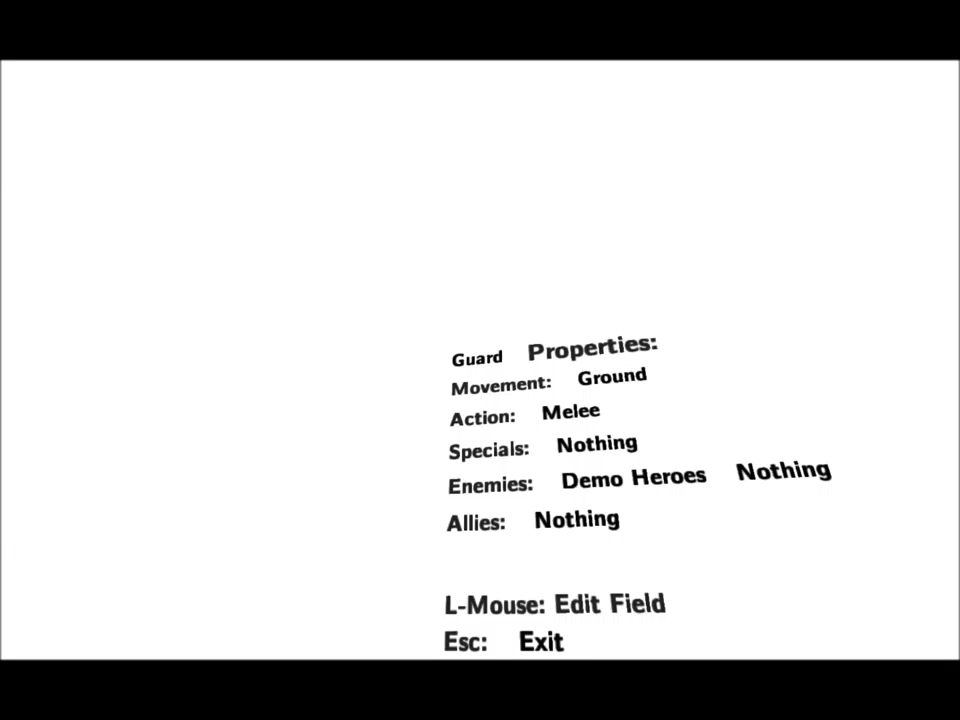 Guard Properties:
Movement: Ground
Action: Melee
Specials: Nothing
Enemies: Demo Heroes Nothing
Allies: Nothing
L-Mouse: Edit Field
Esc: Exit